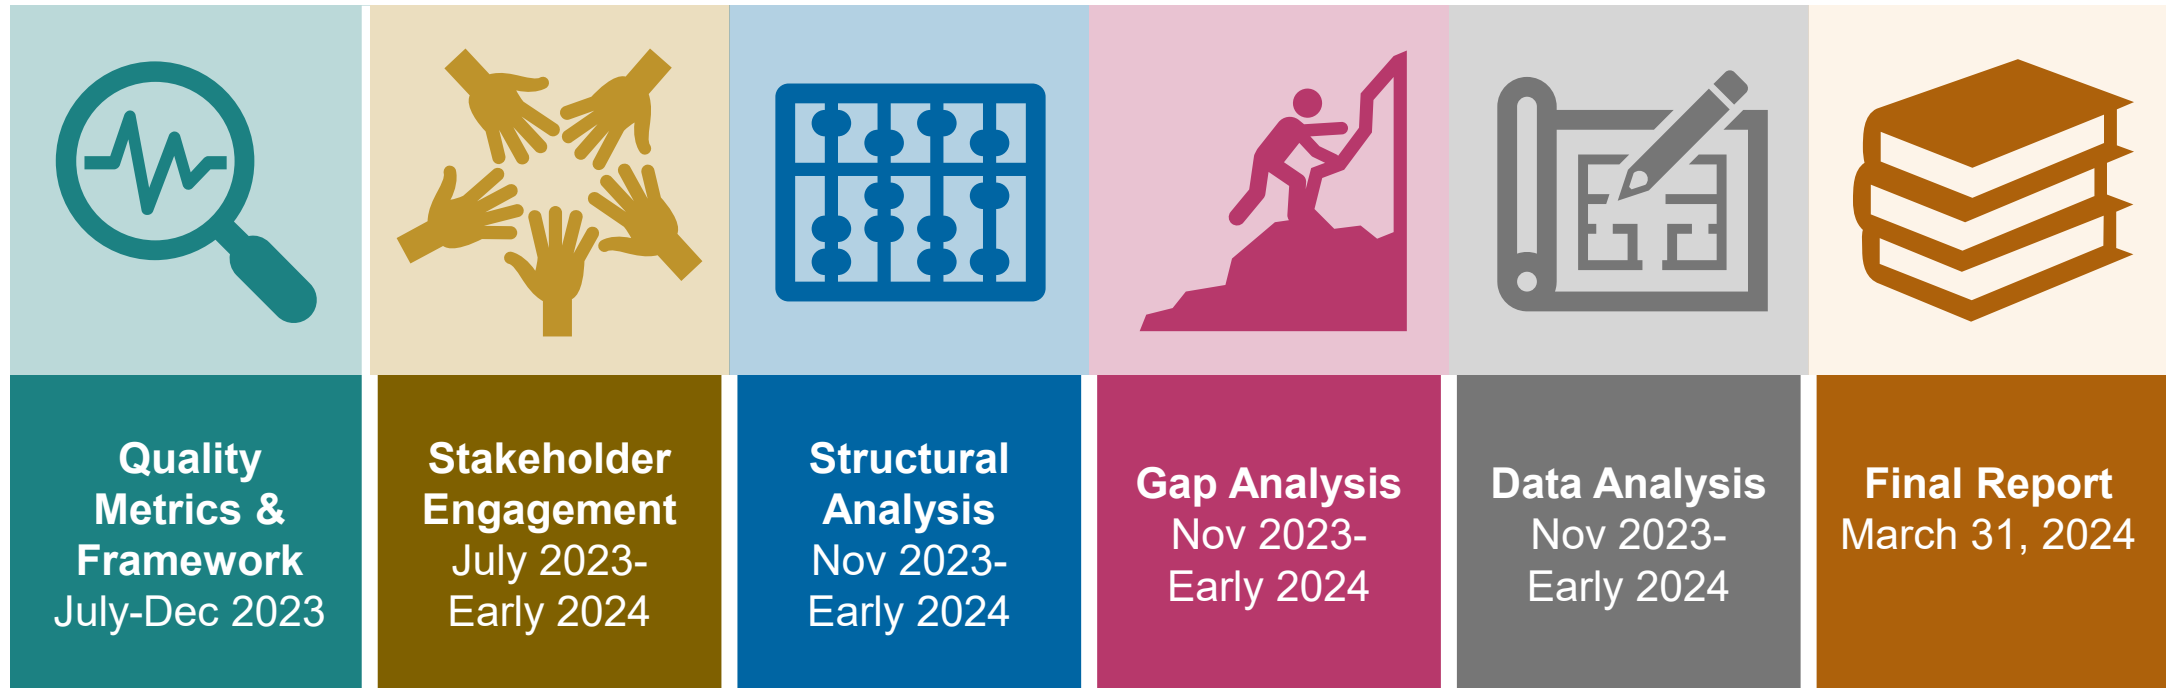 Quality
Metrics &
Framework
July-Dec 2023
Stakeholder
Engagement
July 2023-
Early 2024
Structural
Analysis
Nov 2023-
Early 2024
Gap Analysis
Nov 2023-
Early 2024
Data Analysis
Nov 2023-
Early 2024
Final Report
March 31, 2024